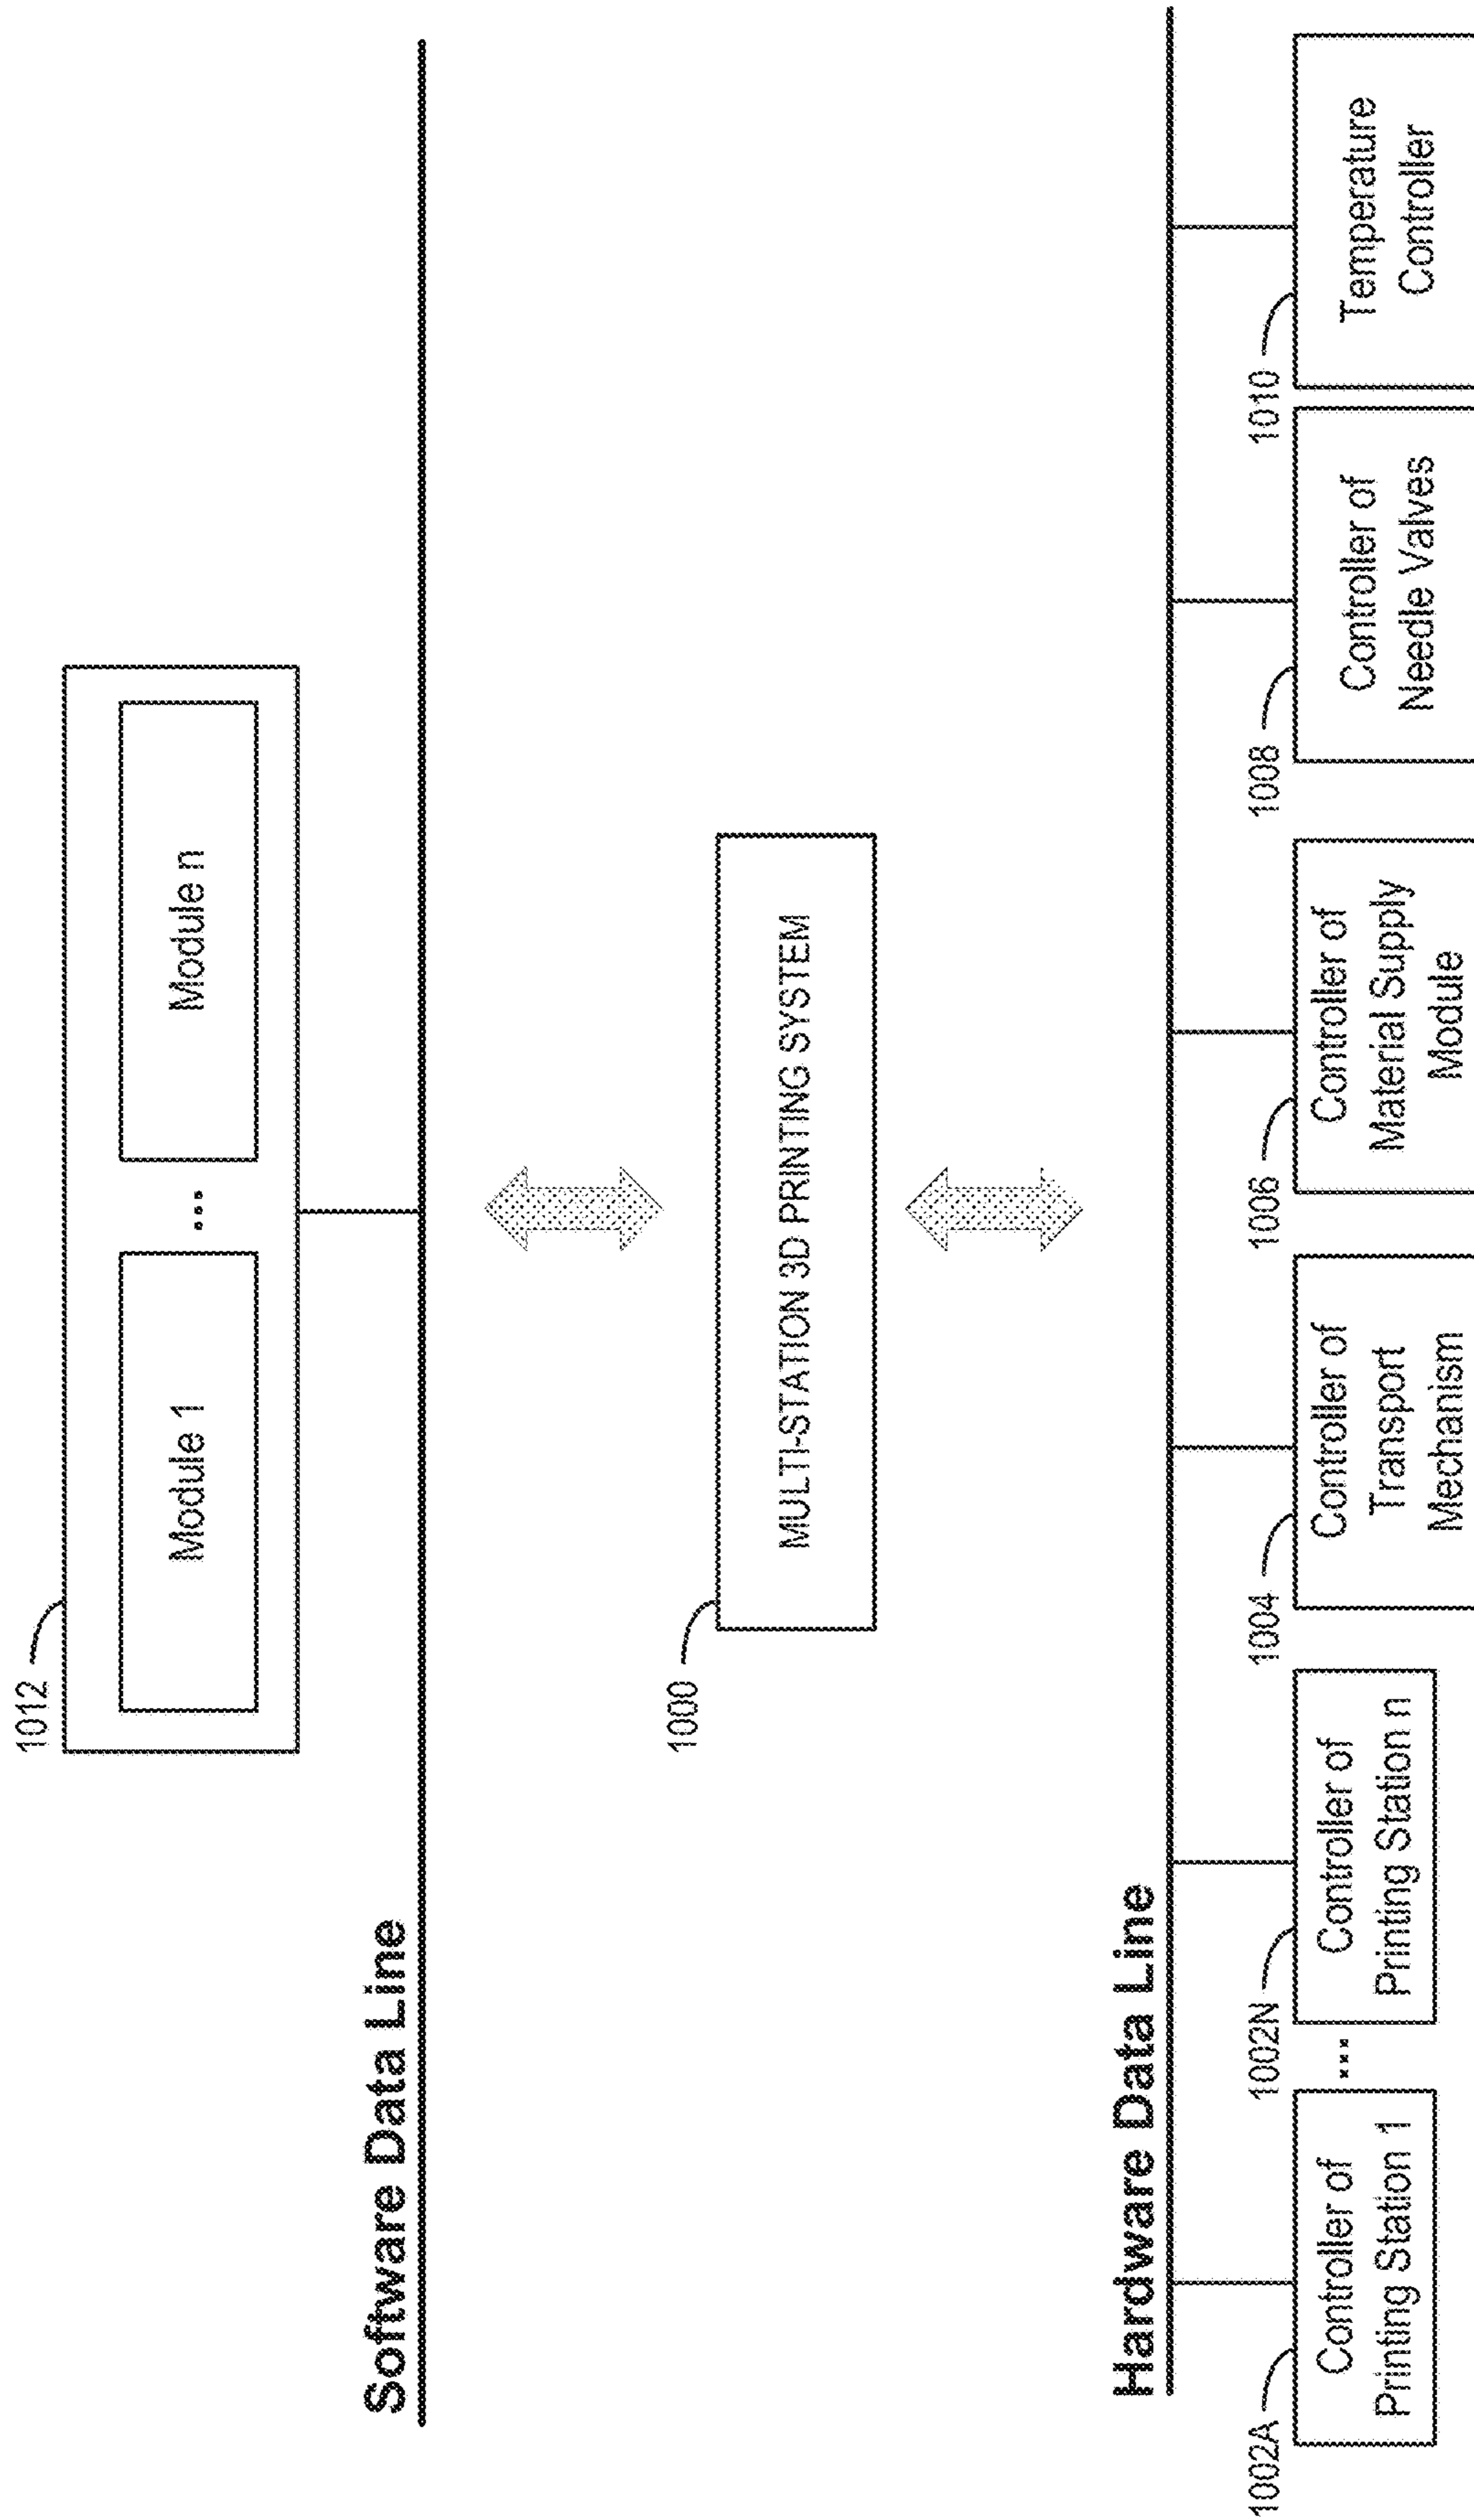 1012
Module 1
...
Module n
Software Data Line
1000
MULTI-STATION 3D PRINTING SYSTEM
Hardware Data Line
1002A
Controller of
Printing Station 1
...
1002N
Controller of
Printing Station n
1004
Controller of
Transport
Mechanism
1006
Controller of
Material Supply
Module
1008
Controller of
Needle Valves
1010
Temperature
Controller